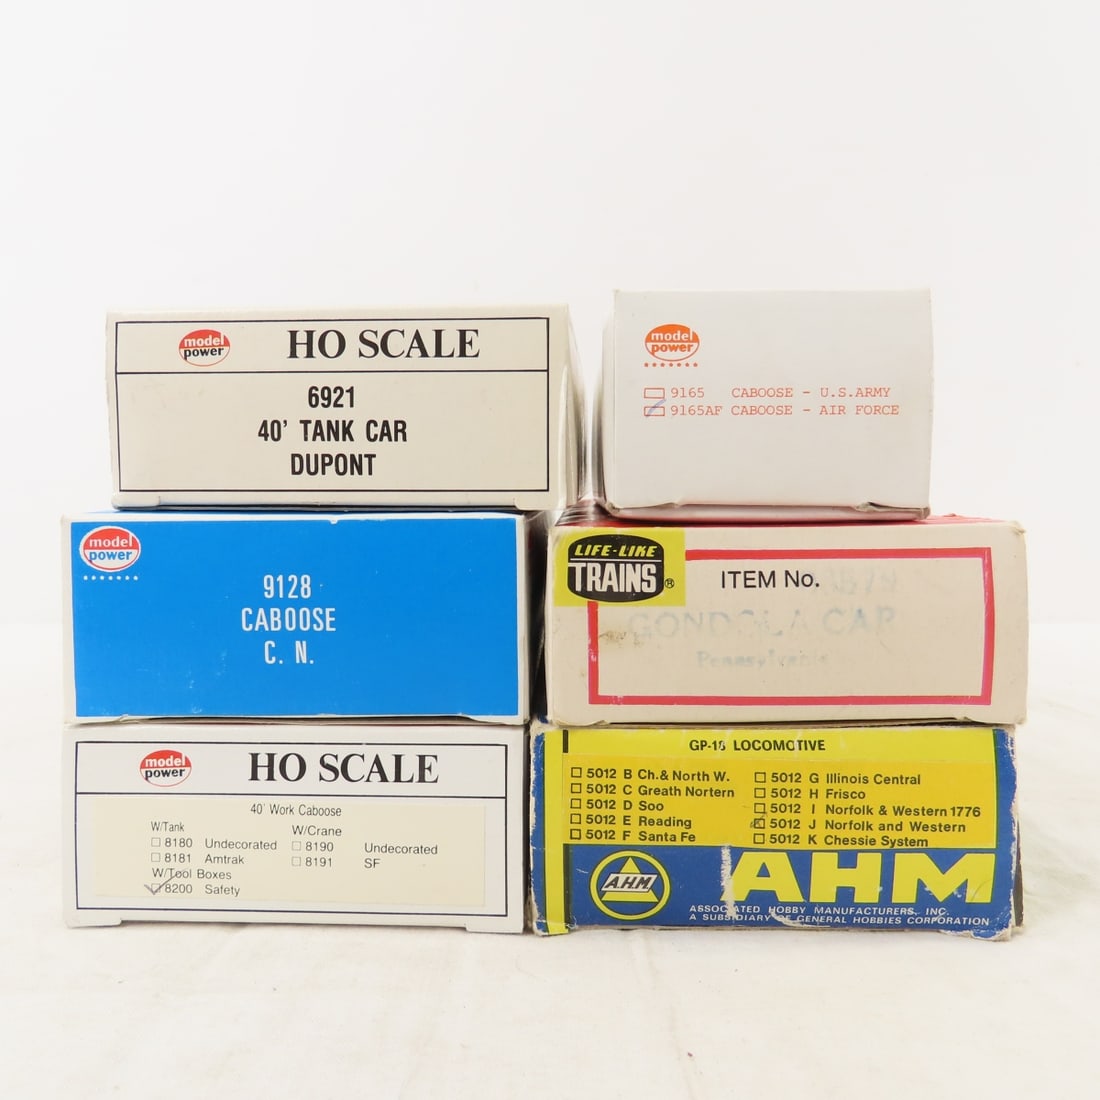 model power
HO SCALE
6921
40' TANK CAR
DUPONT
model power
9165 CABOOSE - U.S.ARMY
9165AF CABOOSE - AIR FORCE
model power
9128
CABOOSE
C. N.
LIFE-LIKE
TRAINS®
ITEM No.
GONDOLA CAR
Pennsylvania
model power
HO SCALE
40' Work Caboose
W/Tank
8180 Undecorated
8181 Amtrak
W/Tool Boxes
8200 Safety
W/Crane
8190 Undecorated
8191 SF
GP-18 LOCOMOTIVE
5012 B Ch.& North W.
5012 C Greath Nortern
5012 D Soo
5012 E Reading
5012 F Santa Fe
5012 G Illinois Central
5012 H Frisco
5012 I Norfolk & Western 1776
5012 J Norfolk and Western
5012 K Chessie System
A.H.M.
AHM
ASSOCIATED HOBBY MANUFACTURERS, INC.
A SUBSIDIARY OF GENERAL HOBBIES CORPORATION